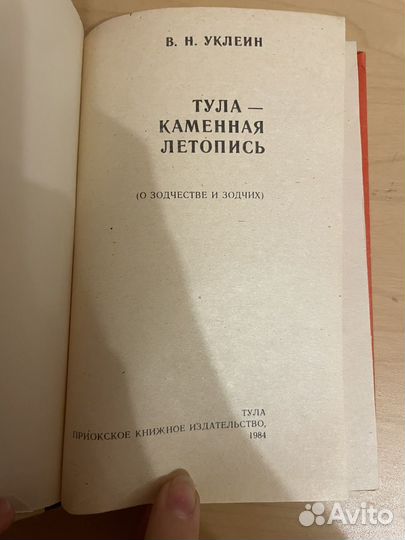 В. Н. УКЛЕИН
ТУЛА —
КАМЕННАЯ
ЛЕТОПИСЬ
(О ЗОДЧЕСТВЕ И ЗОДЧИХ)
ТУЛА
ПРИОКСКОЕ КНИЖНОЕ ИЗДАТЕЛЬСТВО,
1984
Avito